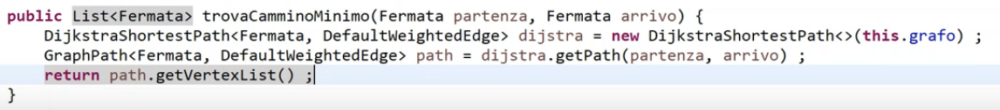 public List<Fermata> trovaCamminoMinimo(Fermata partenza, Fermata arrivo) {
DijkstraShortestPath<Fermata, DefaultWeightedEdge> dijstra = new DijkstraShortestPath<>(this.grafo) ;
GraphPath<Fermata, DefaultWeightedEdge> path = dijstra.getPath(partenza, arrivo) ;
return path.getVertexList() ;
}